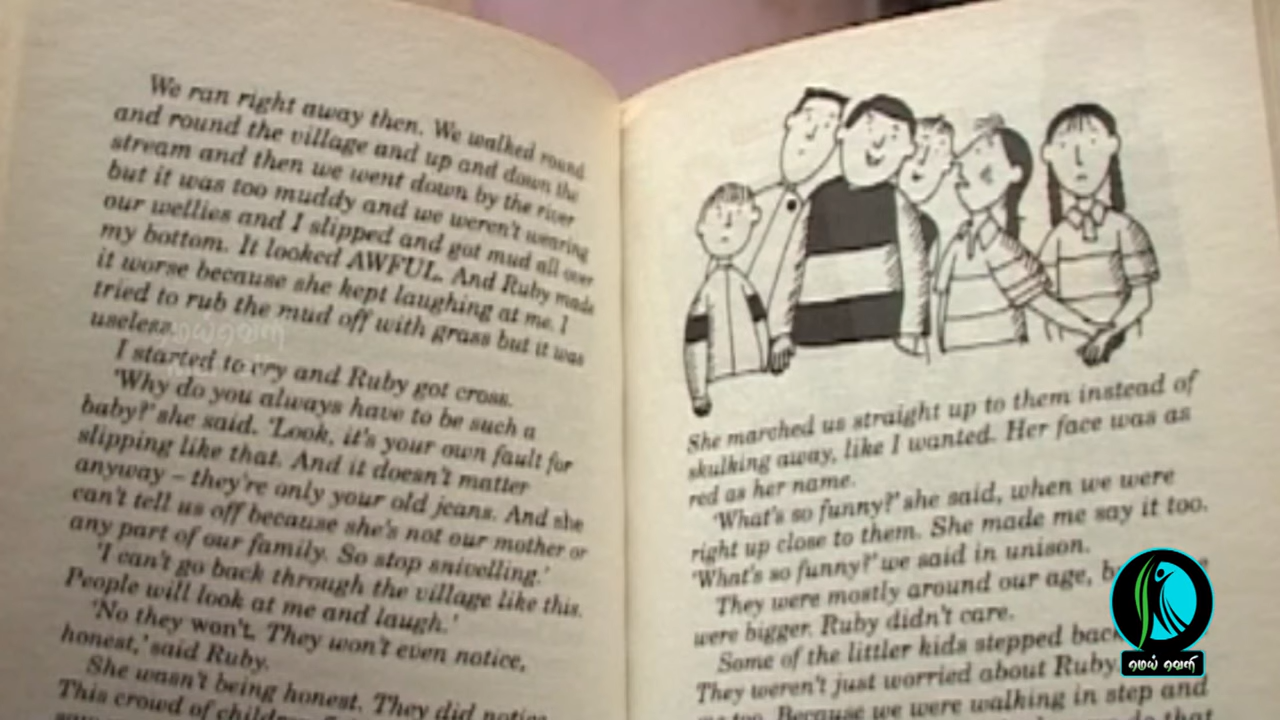 We ran right away then. We walked round
and round the village and up and down the
stream and then we went down by the river
but it was too muddy and we weren't wearing
our wellies and I slipped and got mud all over
my bottom. It looked AWFUL. And Ruby made
it worse because she kept laughing at me. I
tried to rub the mud off with grass but it was
useless.
I started to cry and Ruby got cross.
'Why do you always have to be such a
baby?' she said. 'Look, it's your own fault for
slipping like that. And it doesn't matter
anyway – they're only your old jeans. And she
can't tell us off because she's not our mother or
any part of our family. So stop snivelling.'
'I can't go back through the village like this.
People will look at me and laugh.'
'No they won't. They won't even notice,
honest,' said Ruby.
She wasn't being honest. They did notice
This crowd of children
She marched us straight up to them instead of
skulking away, like I wanted. Her face was as
red as her name.
'What's so funny?' she said, when we were
right up close to them. She made me say it too.
'What's so funny?' we said in unison.
They were mostly around our age,
were bigger. Ruby didn't care.
Some of the littler kids stepped back
They weren't just worried about Ruby.
me too. Because we were walking in step and
that
மெய் வெளி
மெய் வெளி